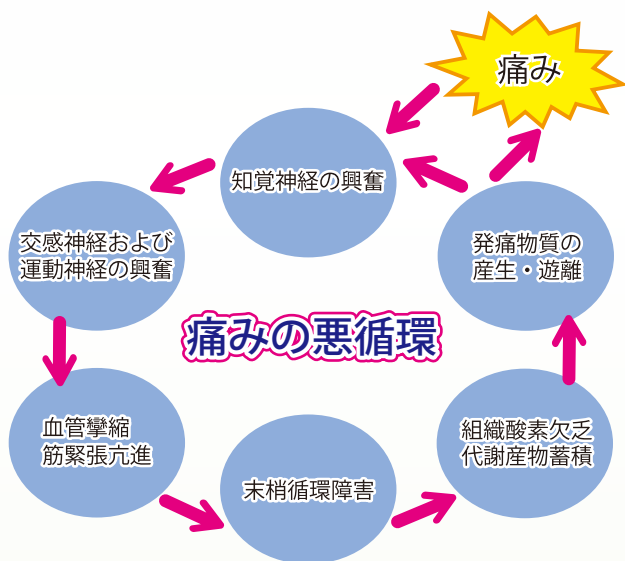 痛み
知覚神経の興奮
交感神経および
運動神経の興奮
発痛物質の
産生・遊離
痛みの悪循環
血管攣縮
筋緊張亢進
組織酸素欠乏
代謝産物蓄積
末梢循環障害